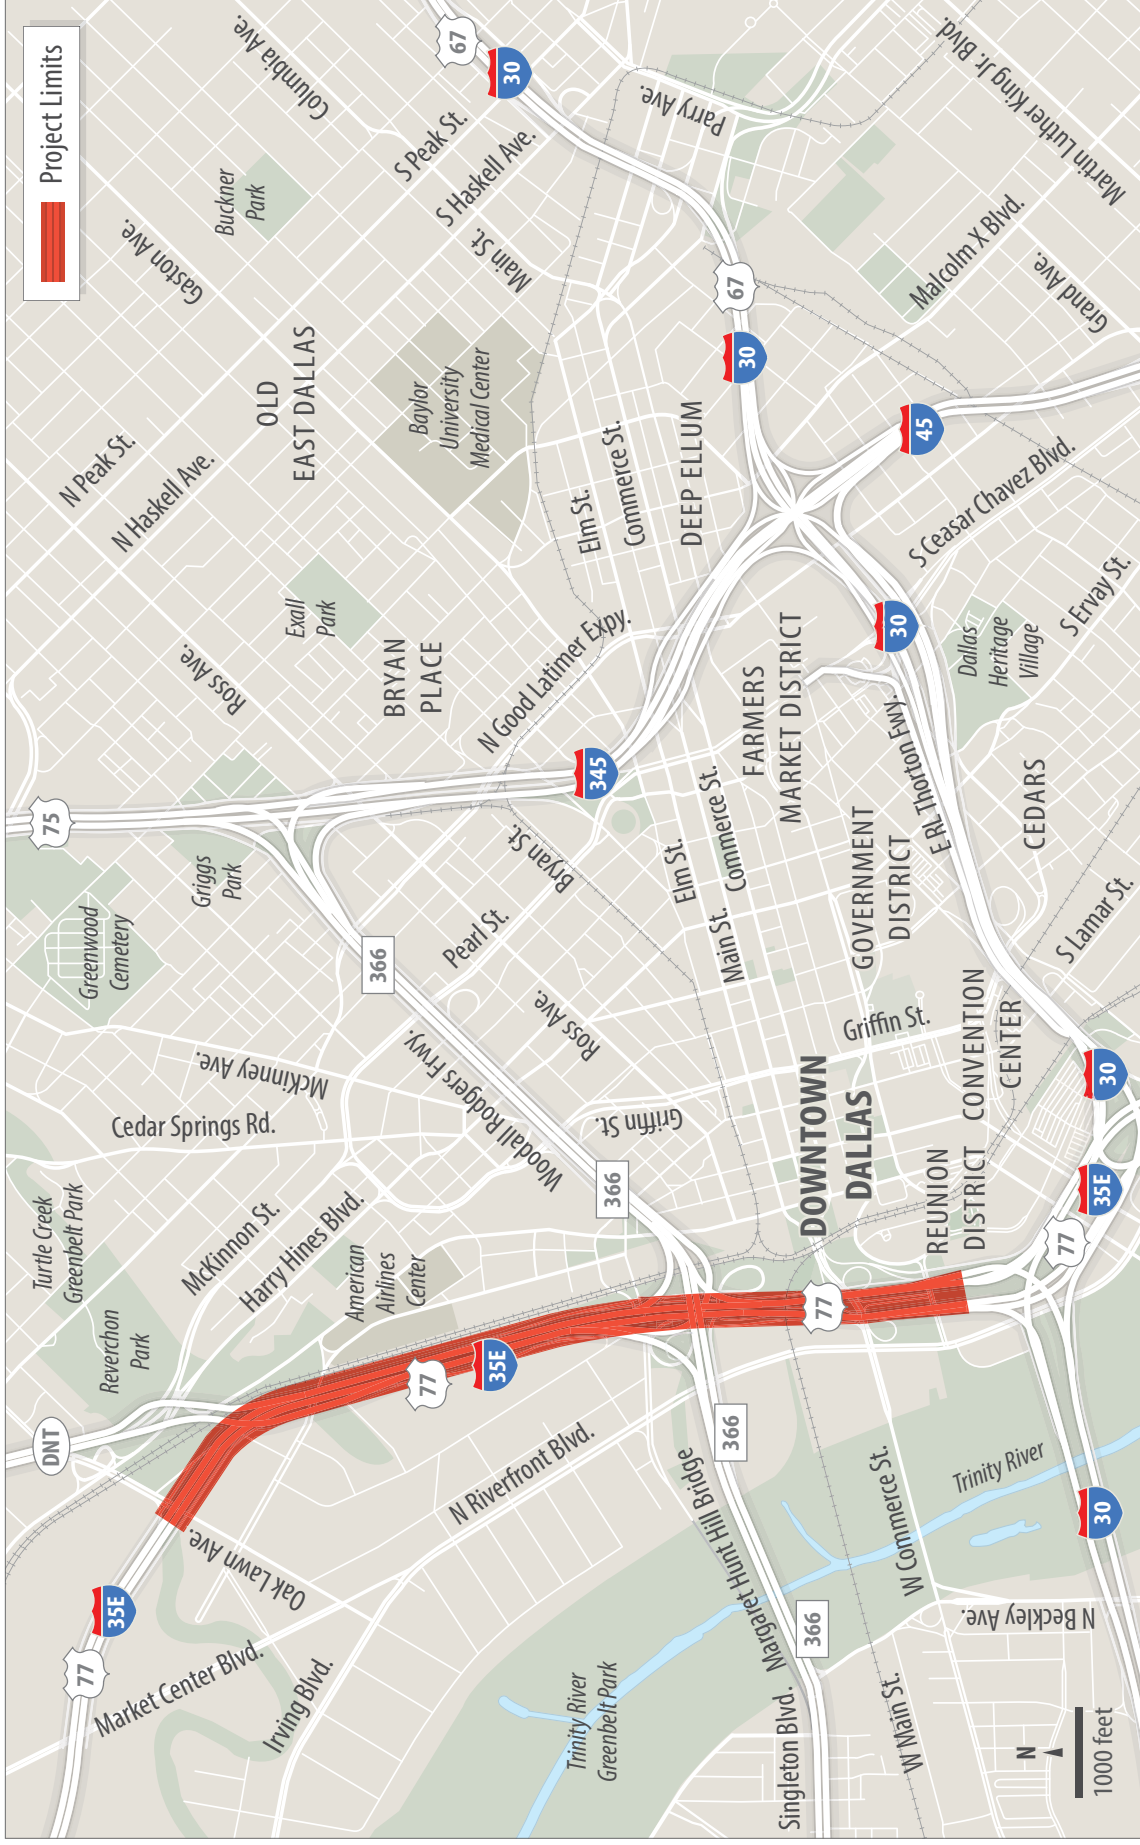 Project Limits
67
30
Columbia Ave.
S Peak St.
S Haskell Ave.
Main St.
Parry Ave.
Martin Luther King Jr. Blvd.
Malcolm X Blvd.
Grand Ave.
Buckner
Park
Gaston Ave.
OLD
EAST DALLAS
Baylor
University
Medical Center
67
30
45
N Peak St.
N Haskell Ave.
Elm St.
Commerce St.
DEEP ELLUM
S Ceasar Chavez Blvd.
S Ervay St.
Exall
Park
Ross Ave.
BRYAN
PLACE
N Good Latimer Expy.
FARMERS
MARKET DISTRICT
30
Dallas
Heritage
Village
E RL Thorton Fwy.
75
345
Griggs
Park
Greenwood
Cemetery
366
Bryan St.
Pearl St.
Ross Ave.
Elm St.
Main St.
Commerce St.
GOVERNMENT
DISTRICT
CEDARS
S Lamar St.
McKinney Ave.
Cedar Springs Rd.
Woodall Rodgers Frwy.
Griffin St.
Griffin St.
CONVENTION
CENTER
30
DOWNTOWN
DALLAS
REUNION
DISTRICT
35E
77
366
Turtle Creek
Greenbelt Park
McKinnon St.
Harry Hines Blvd.
American
Airlines
Center
Reverchon
Park
DNT
77
35E
77
366
N Riverfront Blvd.
Oak Lawn Ave.
35E
77
Market Center Blvd.
Irving Blvd.
Margaret Hunt Hill Bridge
W Commerce St.
Trinity River
30
366
N Beckley Ave.
Trinity River
Greenbelt Park
Singleton Blvd.
W Main St.
N
1000 feet